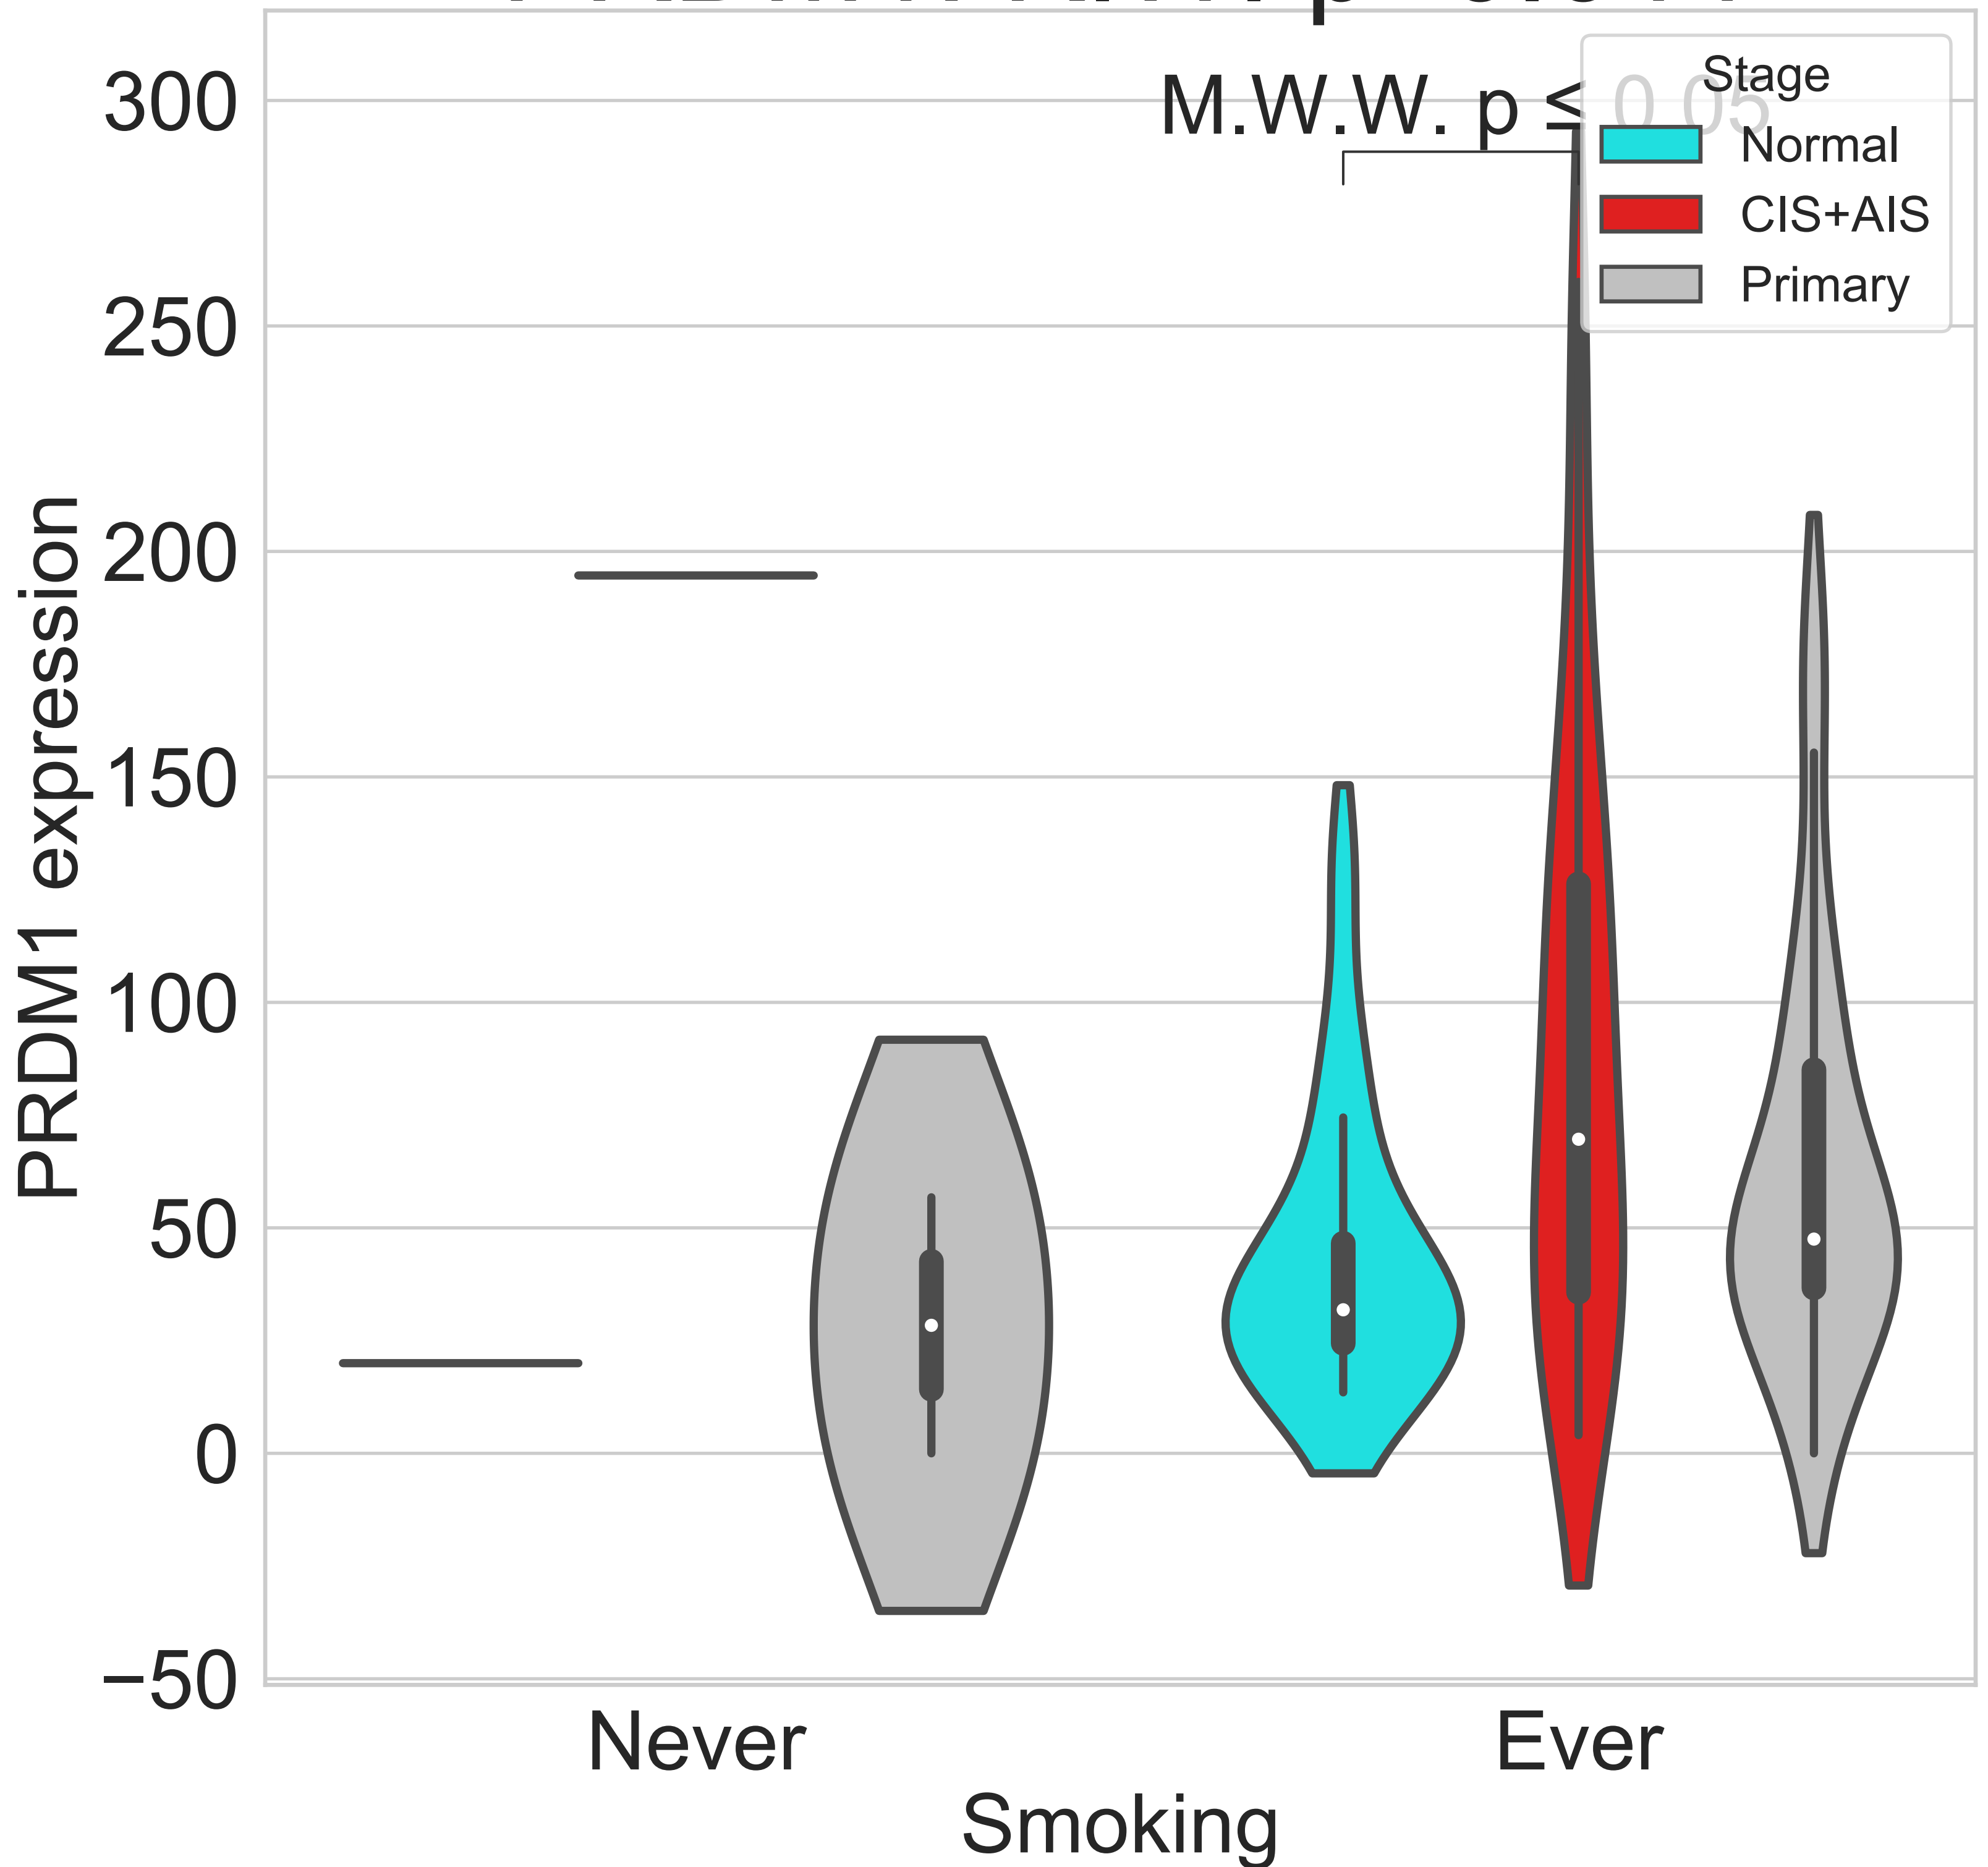 M.W.W. p ≤ 0.05
Stage
Normal
CIS+AIS
Primary
300
250
200
150
100
50
0
−50
PRDM1 expression
Never
Ever
Smoking